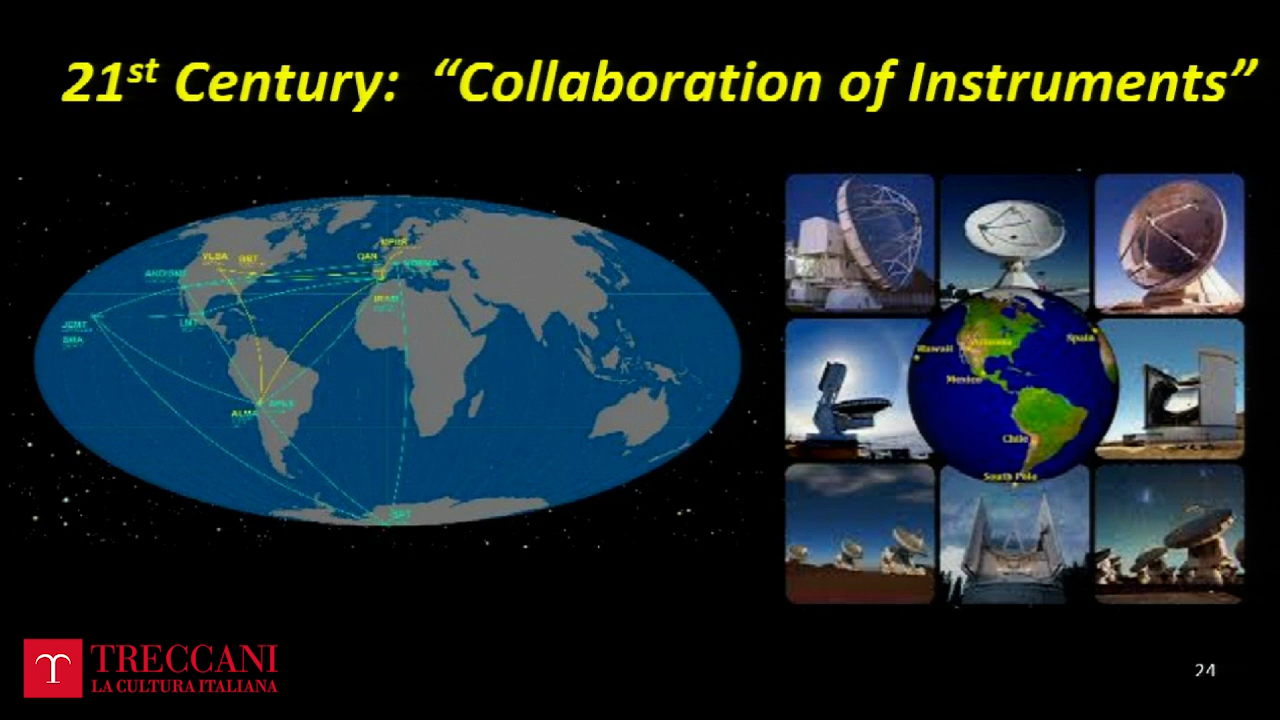 21st Century: “Collaboration of Instruments”
VLBA GBT
OAN
ARO/SMT
LMT
JCMT
SMA
IRAM
ALMA APEX
SPT
Hawaii
Spain
Mexico
Chile
South Pole
TRECCANI
LA CULTURA ITALIANA
24